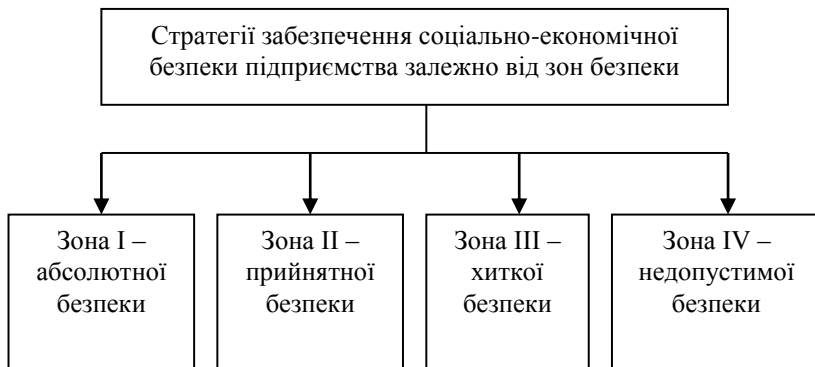 Стратегії забезпечення соціально-економічної
безпеки підприємства залежно від зон безпеки
Зона I –
абсолютної
безпеки
Зона II –
прийнятної
безпеки
Зона III –
хиткої
безпеки
Зона IV –
недопустимої
безпеки